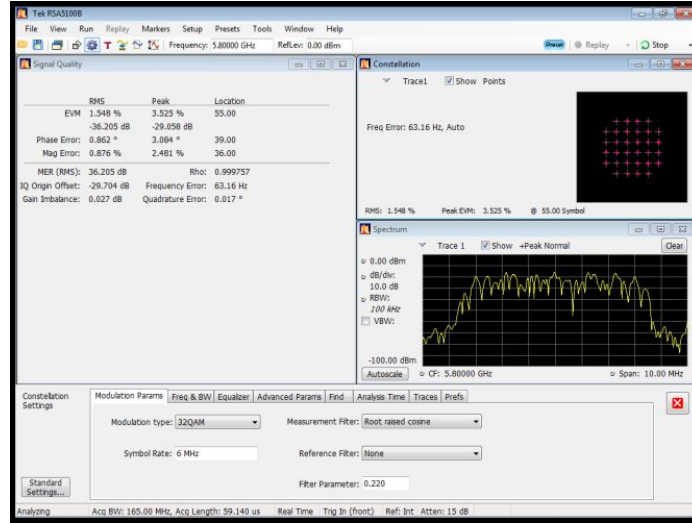 Tek RSA5100B
File View Run Replay Markers Setup Presets Tools Window Help
T Frequency: 5.80000 GHz RefLev: 0.00 dBm Preset Replay Stop
Signal Quality
RMS Peak Location
EVM 1.548 % 3.525 % 55.00
-36.205 dB -29.058 dB
Phase Error: 0.862 ° 3.084 ° 39.00
Mag Error: 0.876 % 2.481 % 36.00
MER (RMS): 36.205 dB Rho: 0.999757
IQ Origin Offset: -29.704 dB Frequency Error: 63.16 Hz
Gain Imbalance: 0.027 dB Quadrature Error: 0.017 °
Constellation
Trace1 Show Points
Freq Error: 63.16 Hz, Auto
RMS: 1.548 % Peak EVM: 3.525 % @ 55.00 Symbol
Spectrum
Trace 1 Show +Peak Normal Clear
0.00 dBm
dB/div:
10.0 dB
RBW:
100 kHz
VBW:
-100.00 dBm
Autoscale CF: 5.80000 GHz Span: 10.00 MHz
Constellation
Settings
Modulation Params Freq & BW Equalizer Advanced Params Find Analysis Time Traces Prefs
Modulation type: 32QAM Measurement Filter: Root raised cosine
Symbol Rate: 6 MHz Reference Filter: None
Filter Parameter: 0.220
Standard
Settings...
Analyzing Acq BW: 165.00 MHz, Acq Length: 59.140 us Real Time Trig In (front) Ref: Int Atten: 15 dB